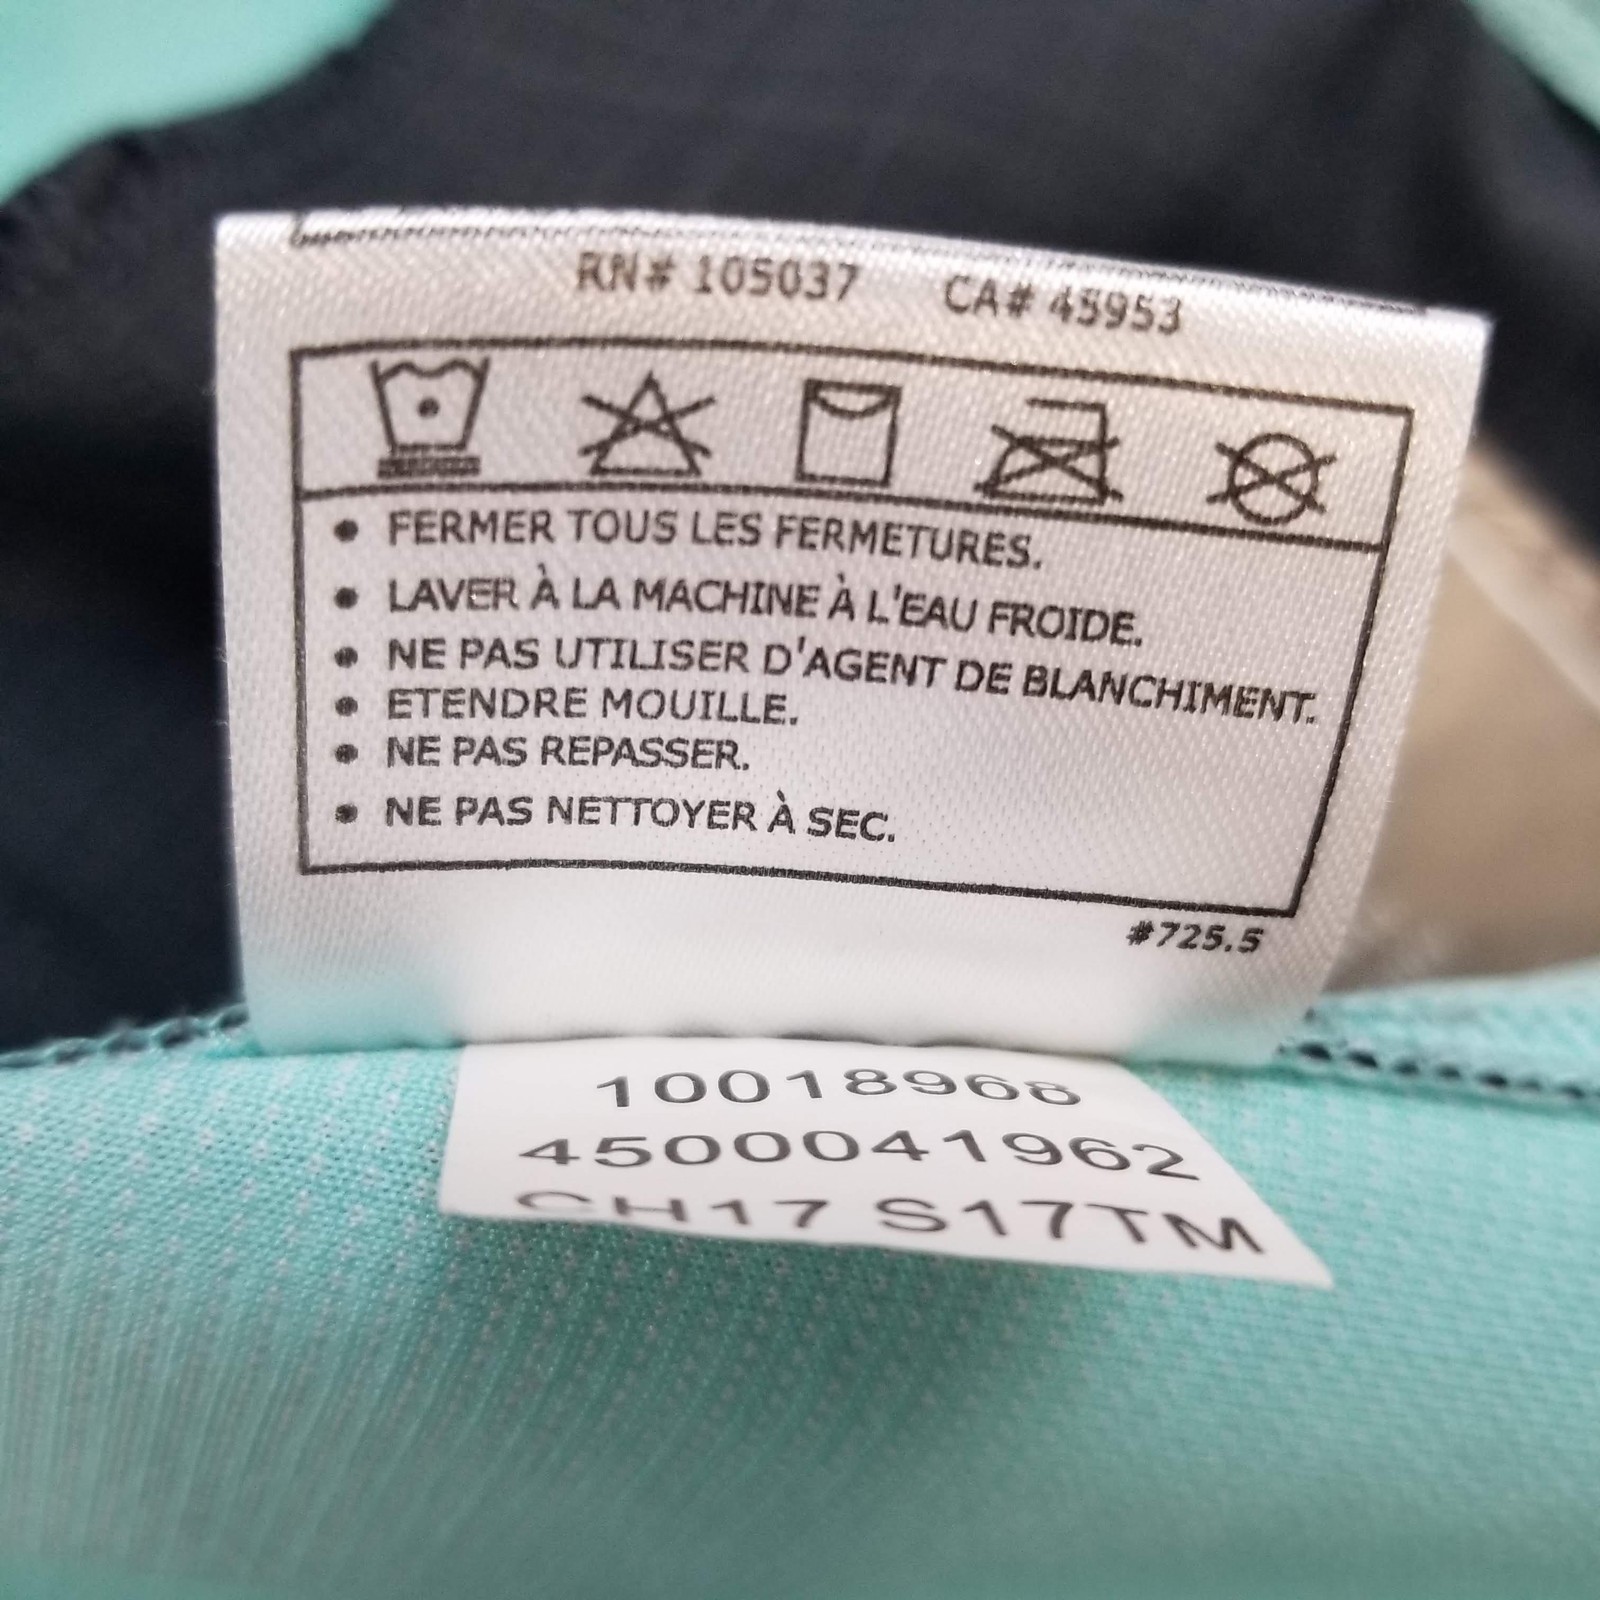 RN# 105037 CA# 45953
• FERMER TOUS LES FERMETURES.
• LAVER À LA MACHINE À L'EAU FROIDE.
• NE PAS UTILISER D'AGENT DE BLANCHIMENT.
• ETENDRE MOUILLE.
• NE PAS REPASSER.
• NE PAS NETTOYER À SEC.
#725.5
10018968
4500041962
CH17 S17TM